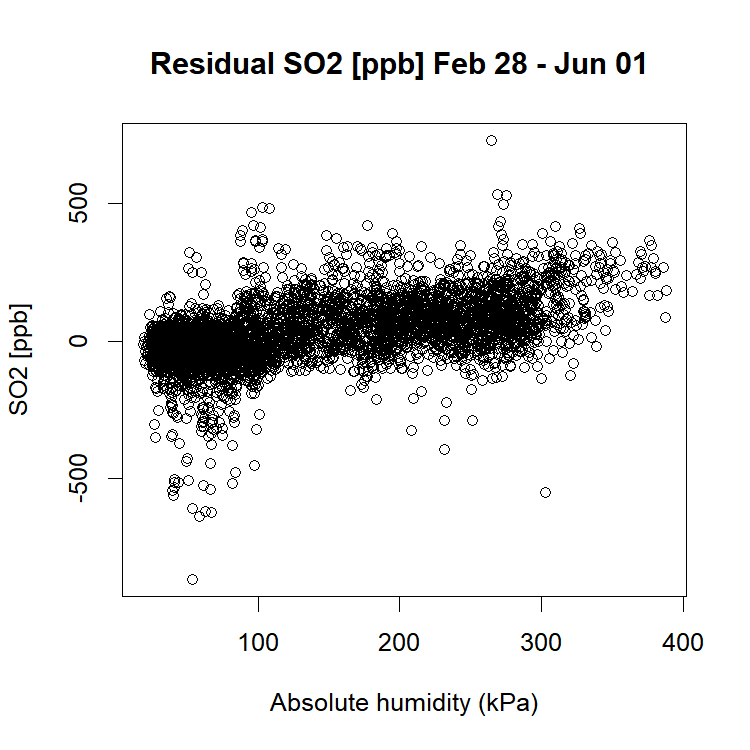 Residual SO2 [ppb] Feb 28 - Jun 01
SO2 [ppb]
500
0
-500
100 200 300 400
Absolute humidity (kPa)